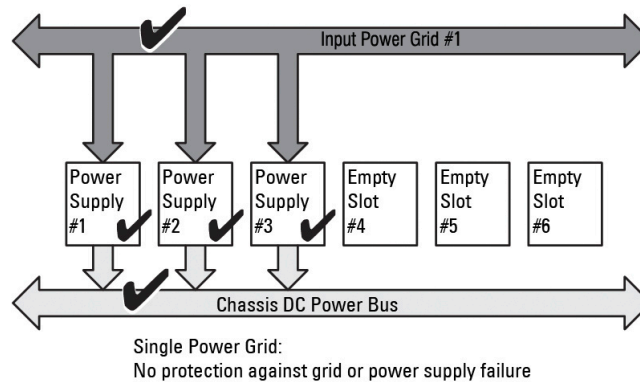 Input Power Grid #1
Power
Supply
#1
Power
Supply
#2
Power
Supply
#3
Empty
Slot
#4
Empty
Slot
#5
Empty
Slot
#6
Chassis DC Power Bus
Single Power Grid:
No protection against grid or power supply failure